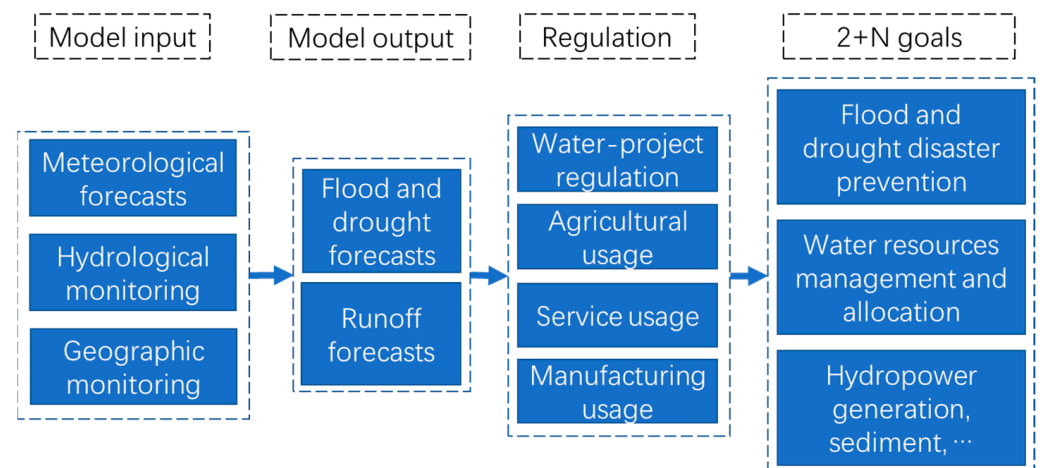 Model input
Model output
Regulation
2+N goals
Meteorological
forecasts
Hydrological
monitoring
Geographic
monitoring
Flood and
drought
forecasts
Runoff
forecasts
Water-project
regulation
Agricultural
usage
Service usage
Manufacturing
usage
Flood and
drought disaster
prevention
Water resources
management and
allocation
Hydropower
generation,
sediment, ···